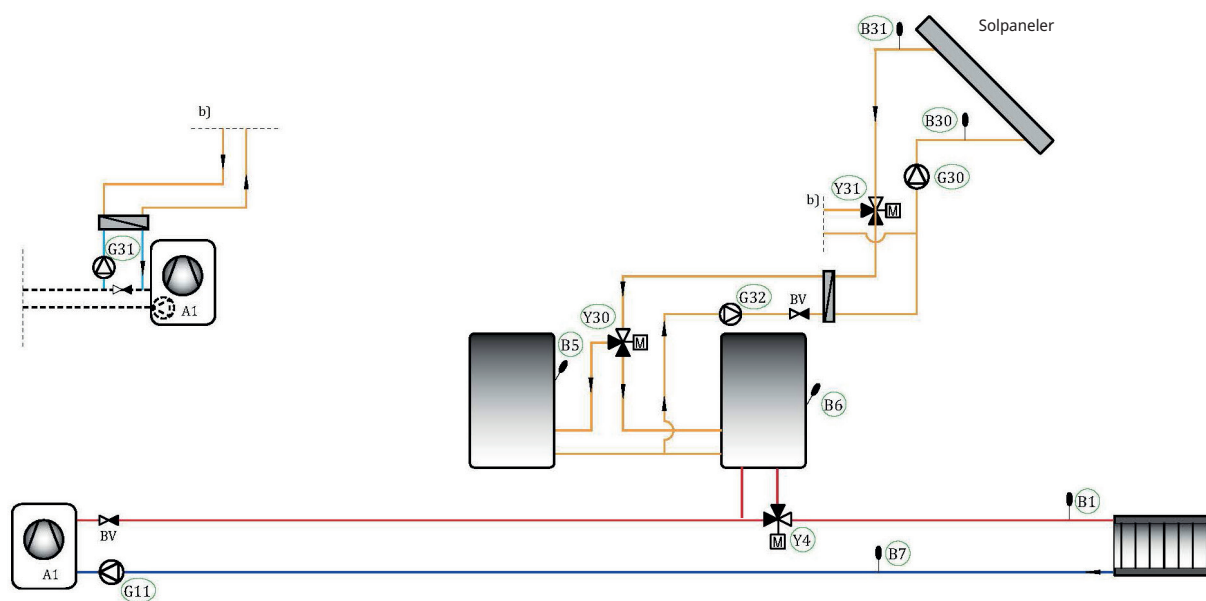 B31
Solpaneler
b)
B30
G30
Y31
b)
M
G31
A1
G32
BV
Y30
M
B5
B6
B1
BV
M
Y4
B7
A1
G11